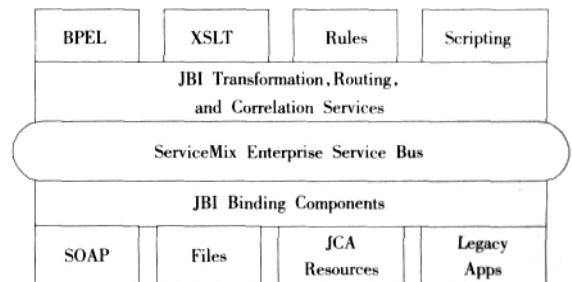 BPEL XSLT Rules Scripting
JBI Transformation, Routing,
and Correlation Services
ServiceMix Enterprise Service Bus
JBI Binding Components
SOAP Files JCA Resources Legacy Apps